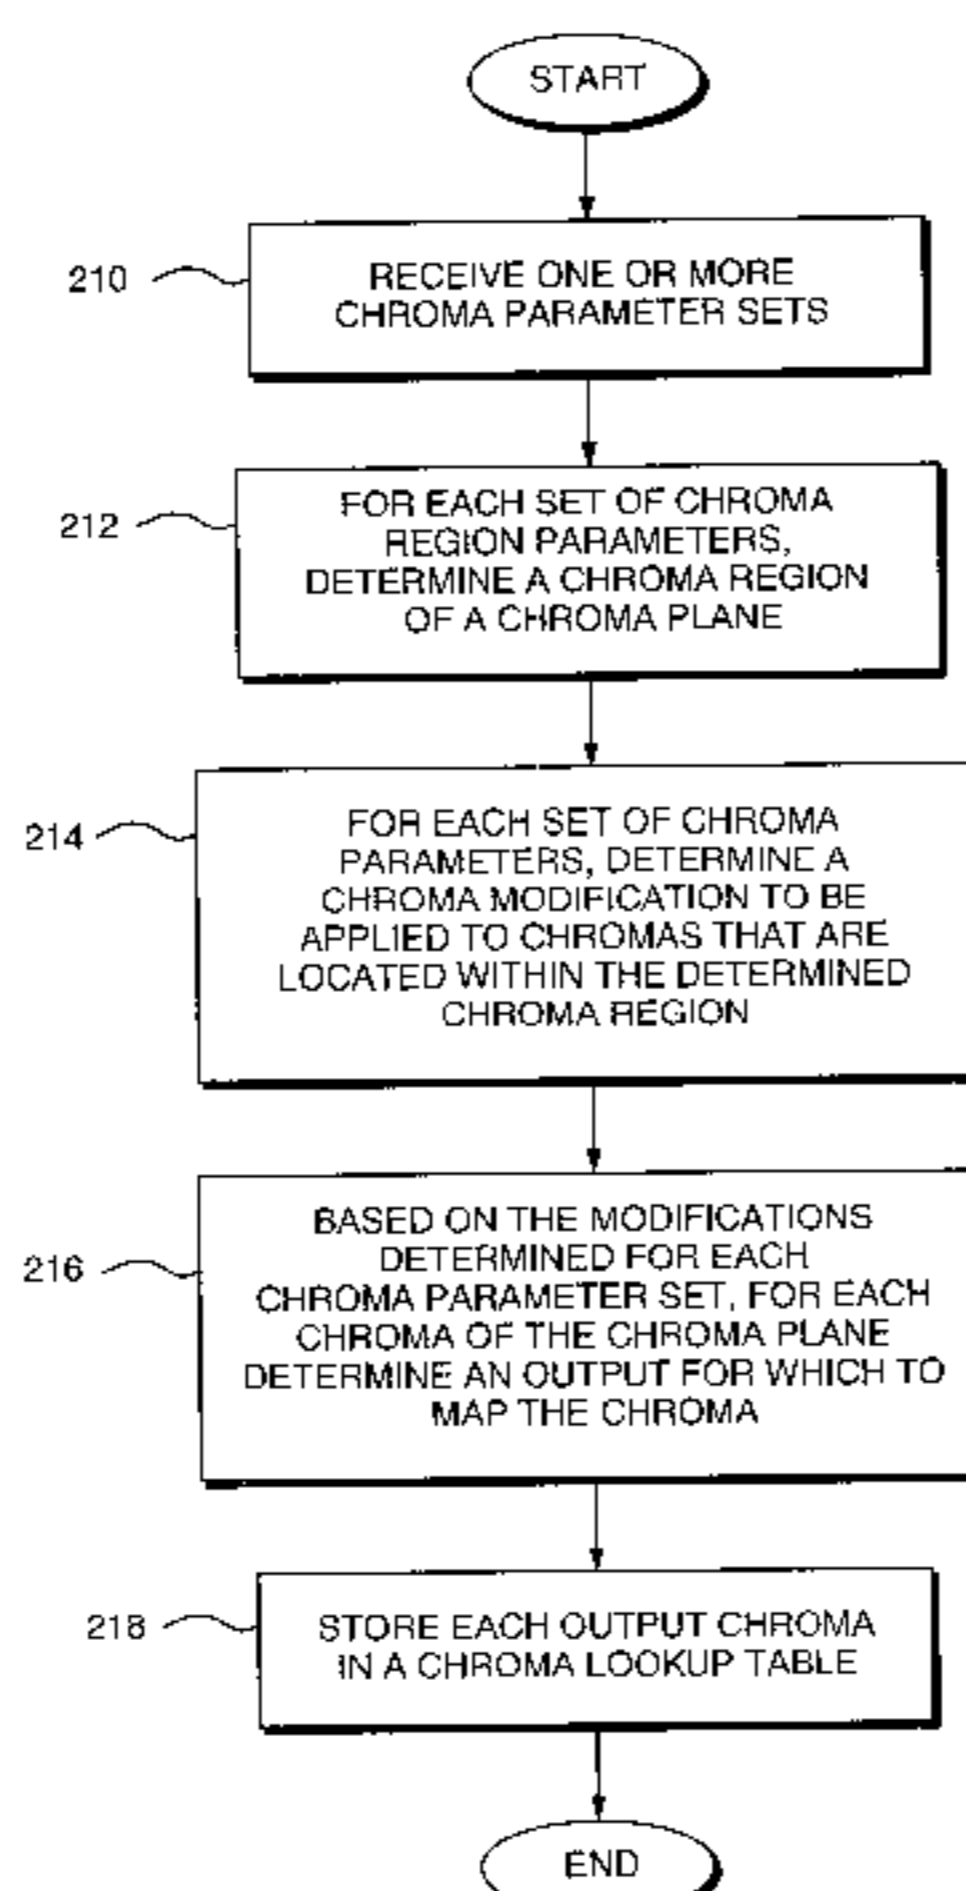 START
210
RECEIVE ONE OR MORE
CHROMA PARAMETER SETS
212
FOR EACH SET OF CHROMA
REGION PARAMETERS,
DETERMINE A CHROMA REGION
OF A CHROMA PLANE
214
FOR EACH SET OF CHROMA
PARAMETERS, DETERMINE A
CHROMA MODIFICATION TO BE
APPLIED TO CHROMAS THAT ARE
LOCATED WITHIN THE DETERMINED
CHROMA REGION
216
BASED ON THE MODIFICATIONS
DETERMINED FOR EACH
CHROMA PARAMETER SET, FOR EACH
CHROMA OF THE CHROMA PLANE
DETERMINE AN OUTPUT FOR WHICH TO
MAP THE CHROMA
218
STORE EACH OUTPUT CHROMA
IN A CHROMA LOOKUP TABLE
END